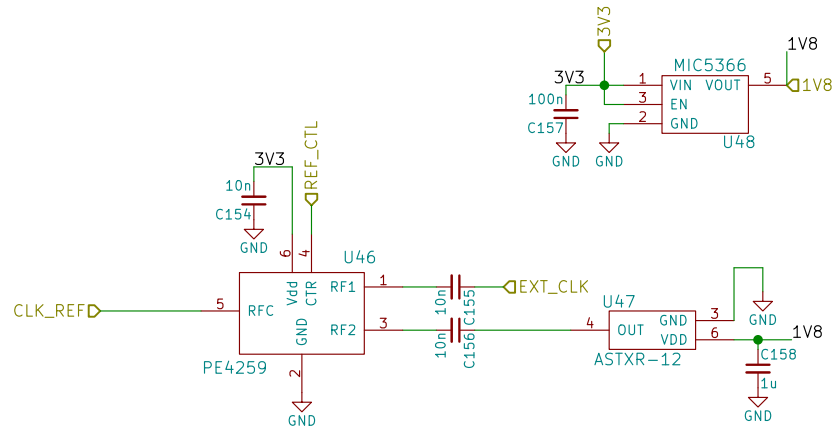 3V3
1V8
MIC5366
3V3
1 VIN VOUT 5
1V8
100n
3 EN
C157
2 GND
U48
GND
GND
REF_CTL
3V3
10n
C154
GND
6
4
U46
Vdd
CTR
RF1 1
10n
C155
EXT_CLK
CLK_REF
5 RFC
GND
RF2 3
10n
C156
PE4259
2
GND
U47
4 OUT
GND 3
VDD 6
ASTXR-12
GND
1V8
C158
1u
GND